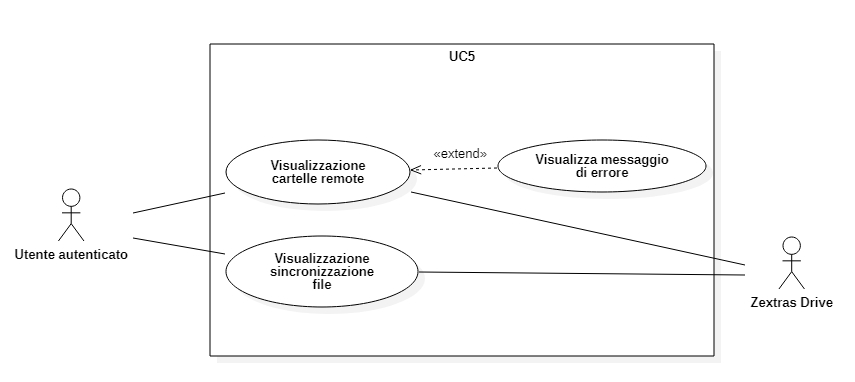 UC5
Visualizzazione
cartelle remote
«extend»
Visualizza messaggio
di errore
Utente autenticato
Visualizzazione
sincronizzazione
file
Zextras Drive